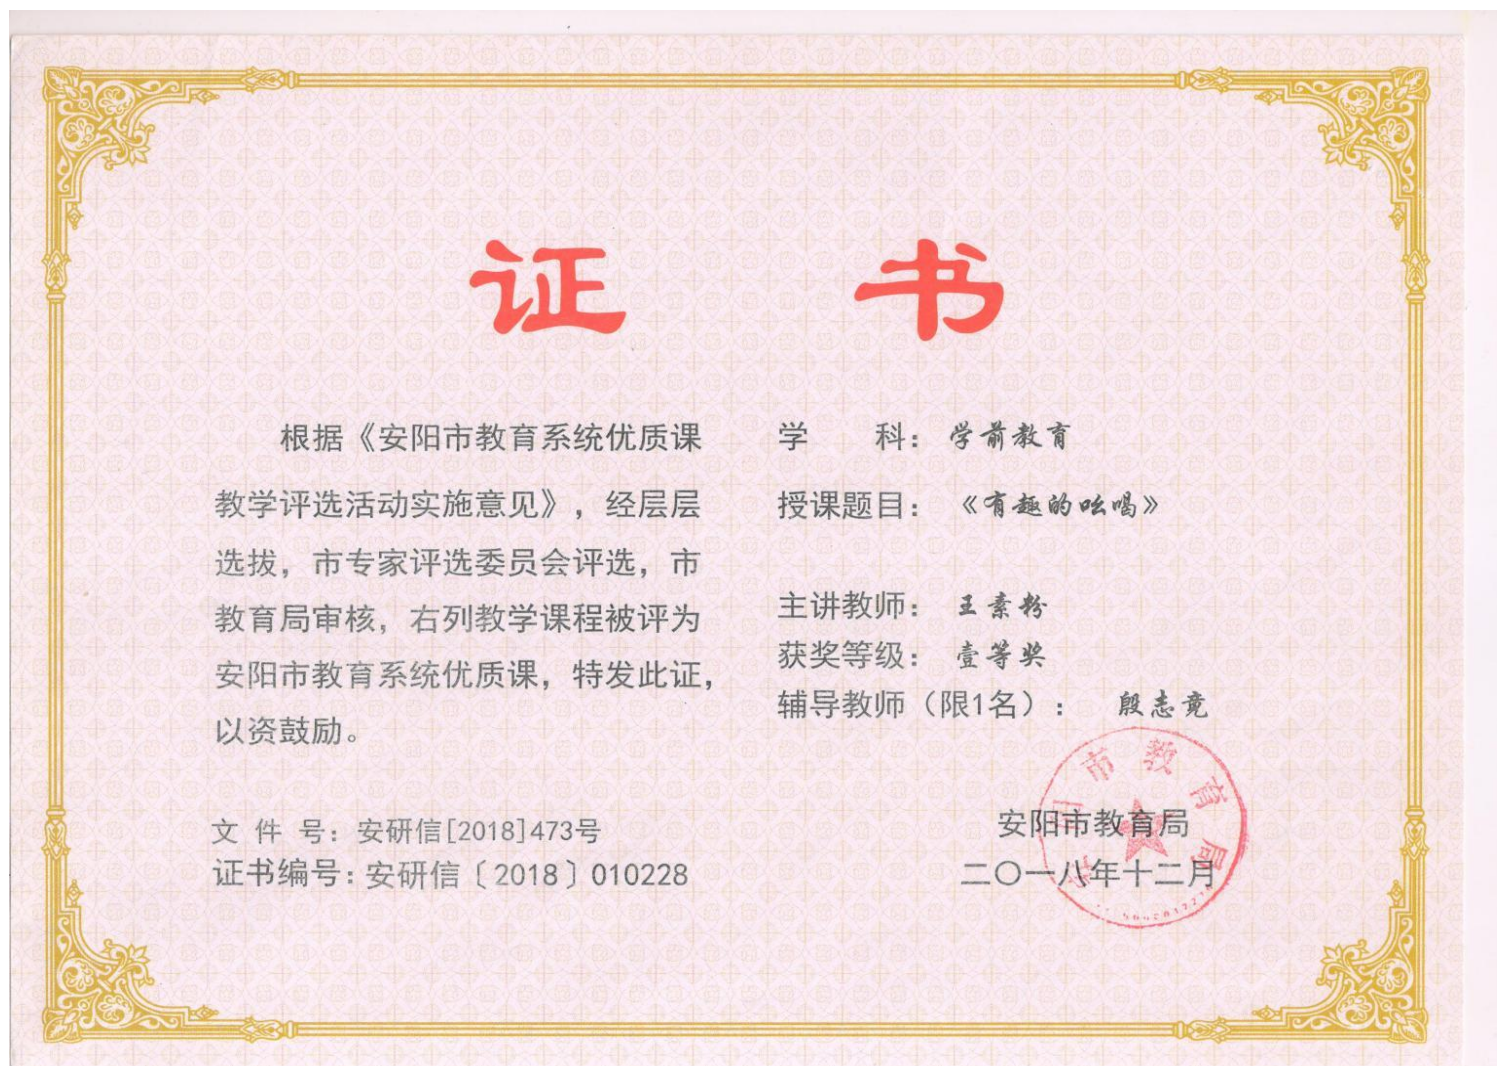 证 书
根据《安阳市教育系统优质课
教学评选活动实施意见》，经层层
选拔，市专家评选委员会评选，市
教育局审核，右列教学课程被评为
安阳市教育系统优质课，特发此证，
以资鼓励。
文 件 号：安研信[2018]473号
证书编号：安研信〔2018〕010228
学 科：学前教育
授课题目：《有趣的吆喝》
主讲教师：王素粉
获奖等级：壹等奖
辅导教师（限1名）：殷志竟
安阳市教育局
二〇一八年十二月
市教育局